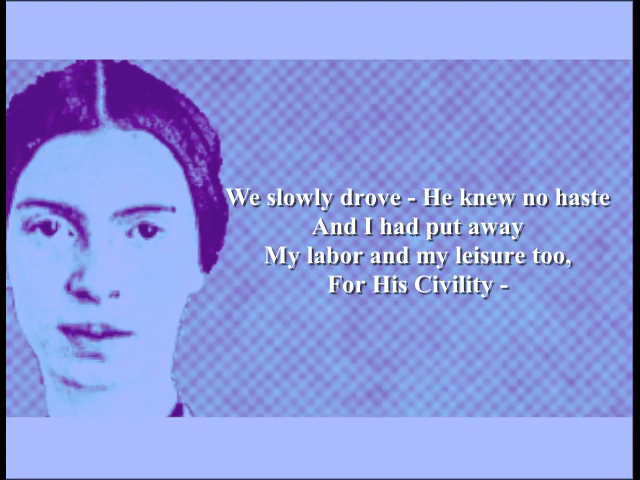 We slowly drove - He knew no haste
And I had put away
My labor and my leisure too,
For His Civility -